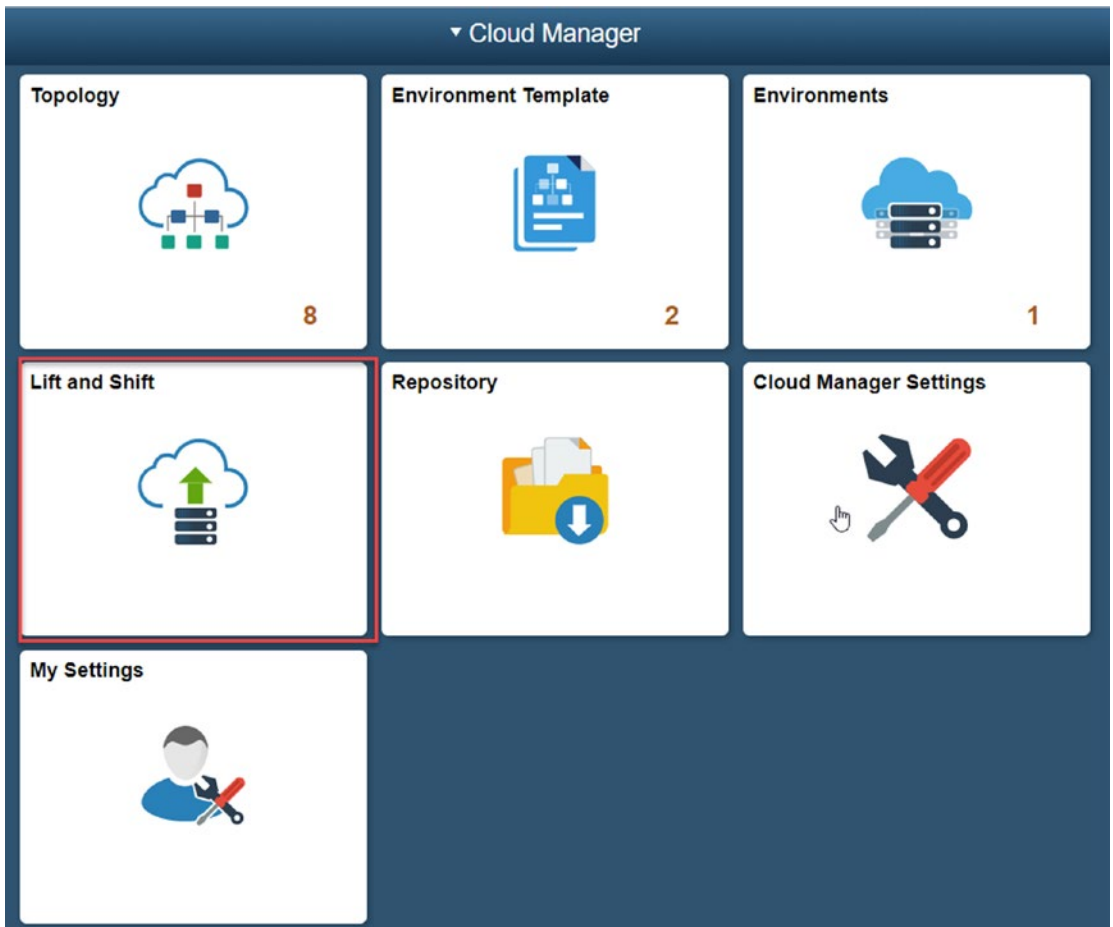 Cloud Manager
Topology
8
Environment Template
2
Environments
1
Lift and Shift
Repository
Cloud Manager Settings
My Settings